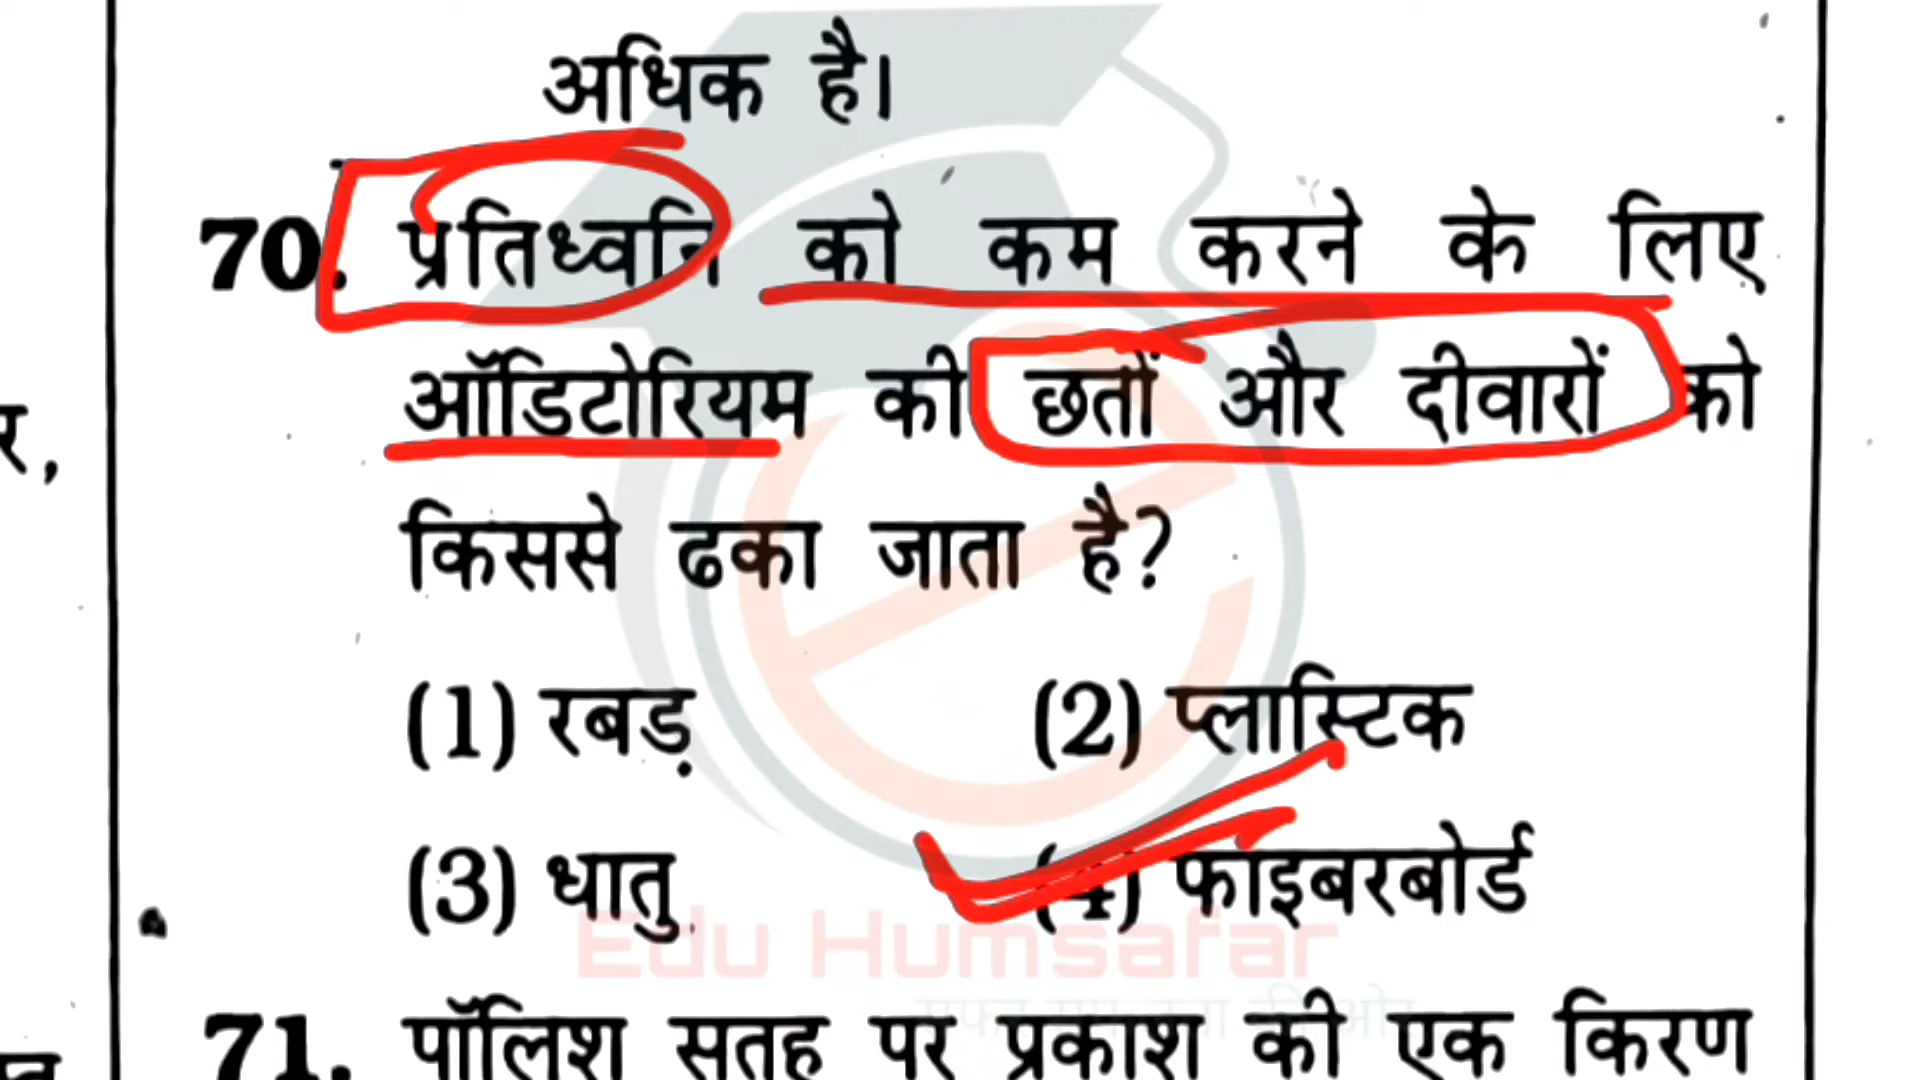 अधिक है।
70. प्रतिध्वनि को कम करने के लिए
ऑडिटोरियम की छतों और दीवारों को
किससे ढका जाता है?
(1) रबड़ (2) प्लास्टिक
(3) धातु (4) फाइबरबोर्ड
Edu Humsafar
71. पॉलिश सतह पर प्रकाश की एक किरण